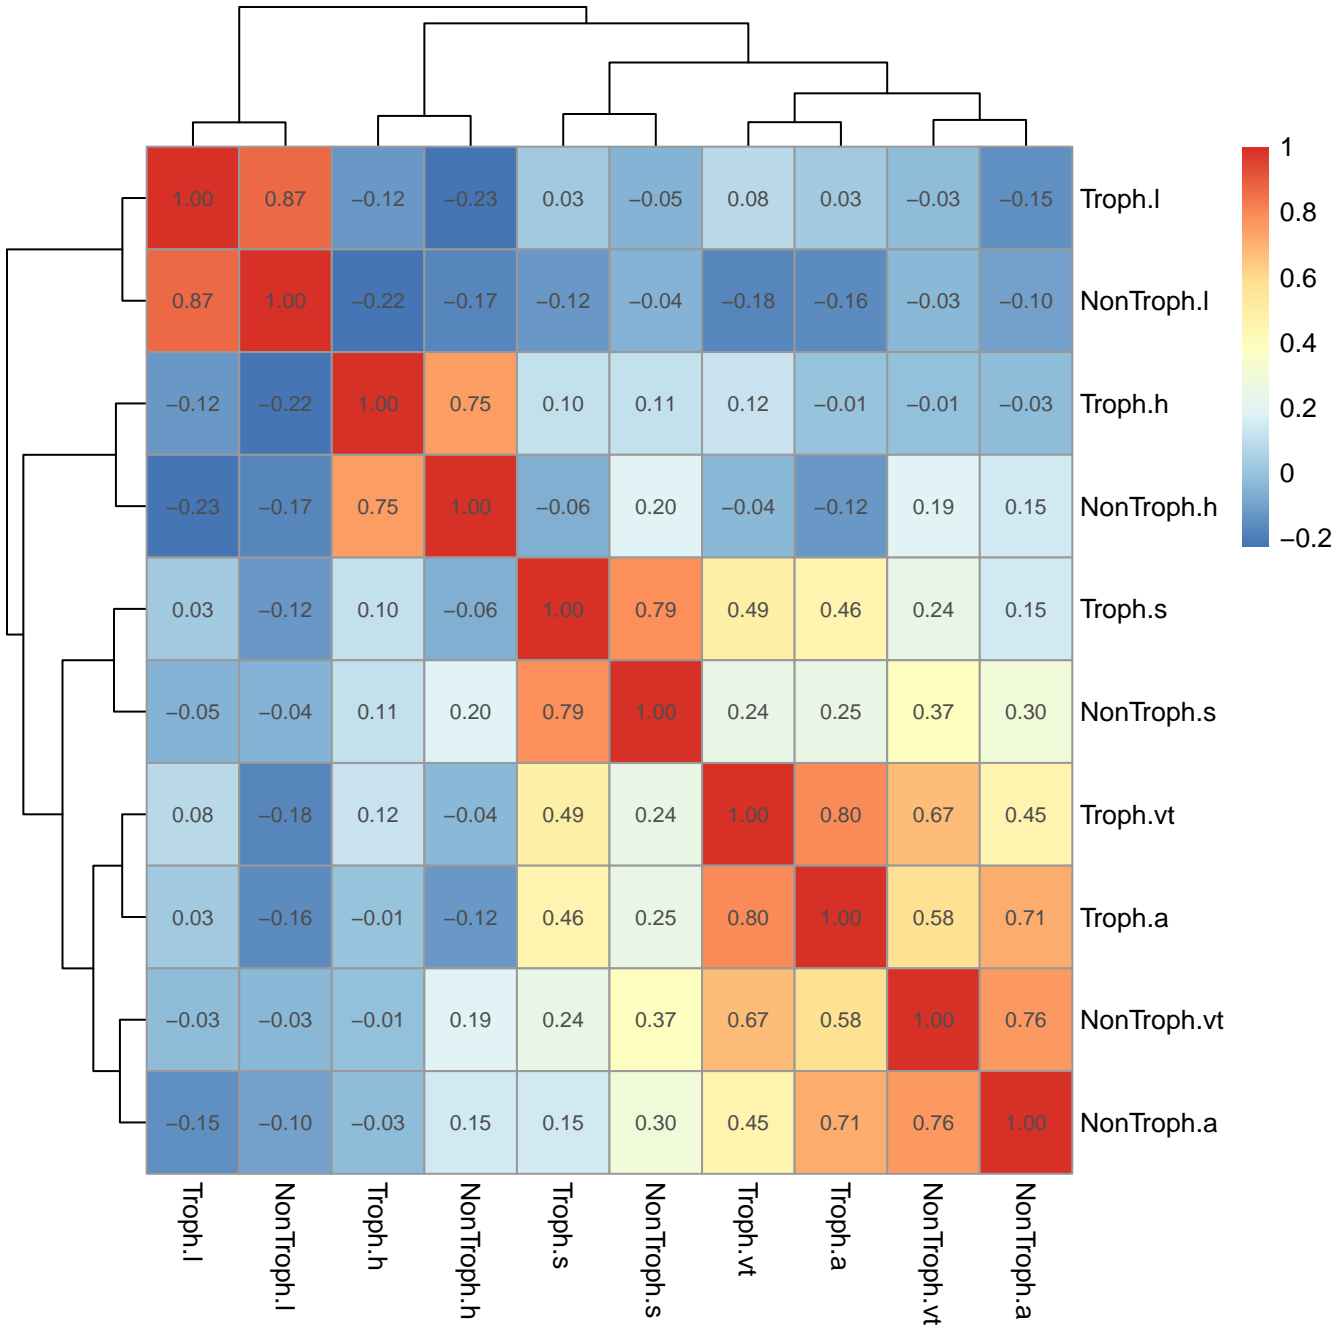 1.00 0.87 −0.12 −0.23 0.03 −0.05 0.08 0.03 −0.03 −0.15 Troph.l
0.87 1.00 −0.22 −0.17 −0.12 −0.04 −0.18 −0.16 −0.03 −0.10 NonTroph.l
−0.12 −0.22 1.00 0.75 0.10 0.11 0.12 −0.01 −0.01 −0.03 Troph.h
−0.23 −0.17 0.75 1.00 −0.06 0.20 −0.04 −0.12 0.19 0.15 NonTroph.h
0.03 −0.12 0.10 −0.06 1.00 0.79 0.49 0.46 0.24 0.15 Troph.s
−0.05 −0.04 0.11 0.20 0.79 1.00 0.24 0.25 0.37 0.30 NonTroph.s
0.08 −0.18 0.12 −0.04 0.49 0.24 1.00 0.80 0.67 0.45 Troph.vt
0.03 −0.16 −0.01 −0.12 0.46 0.25 0.80 1.00 0.58 0.71 Troph.a
−0.03 −0.03 −0.01 0.19 0.24 0.37 0.67 0.58 1.00 0.76 NonTroph.vt
−0.15 −0.10 −0.03 0.15 0.15 0.30 0.45 0.71 0.76 1.00 NonTroph.a
Troph.l
NonTroph.l
Troph.h
NonTroph.h
Troph.s
NonTroph.s
Troph.vt
Troph.a
NonTroph.vt
NonTroph.a
1
0.8
0.6
0.4
0.2
0
−0.2